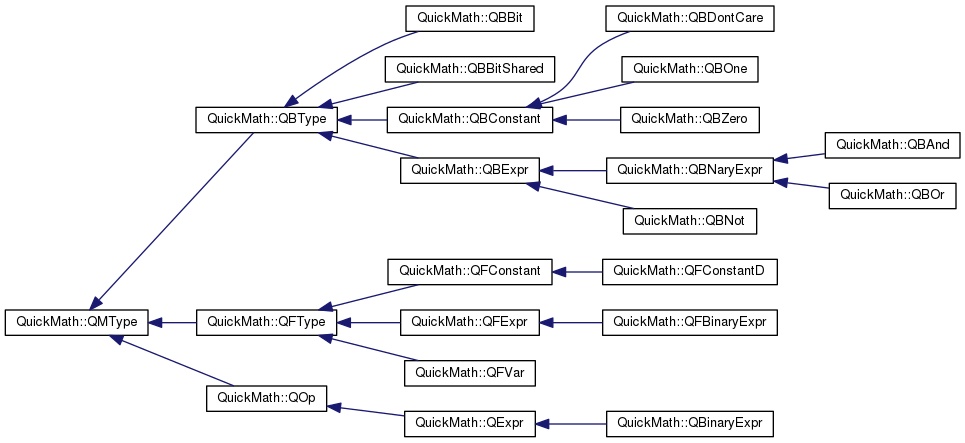 QuickMath::QBBit
QuickMath::QBDontCare
QuickMath::QBBitShared
QuickMath::QBOne
QuickMath::QBType
QuickMath::QBConstant
QuickMath::QBZero
QuickMath::QBAnd
QuickMath::QBExpr
QuickMath::QBNaryExpr
QuickMath::QBOr
QuickMath::QBNot
QuickMath::QFConstant
QuickMath::QFConstantD
QuickMath::QMType
QuickMath::QFType
QuickMath::QFExpr
QuickMath::QFBinaryExpr
QuickMath::QFVar
QuickMath::QOp
QuickMath::QExpr
QuickMath::QBinaryExpr